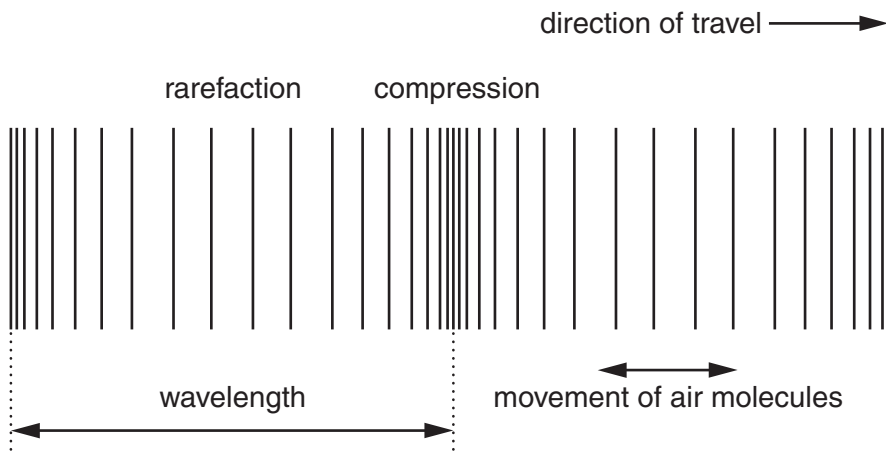 direction of travel
rarefaction compression
wavelength
movement of air molecules